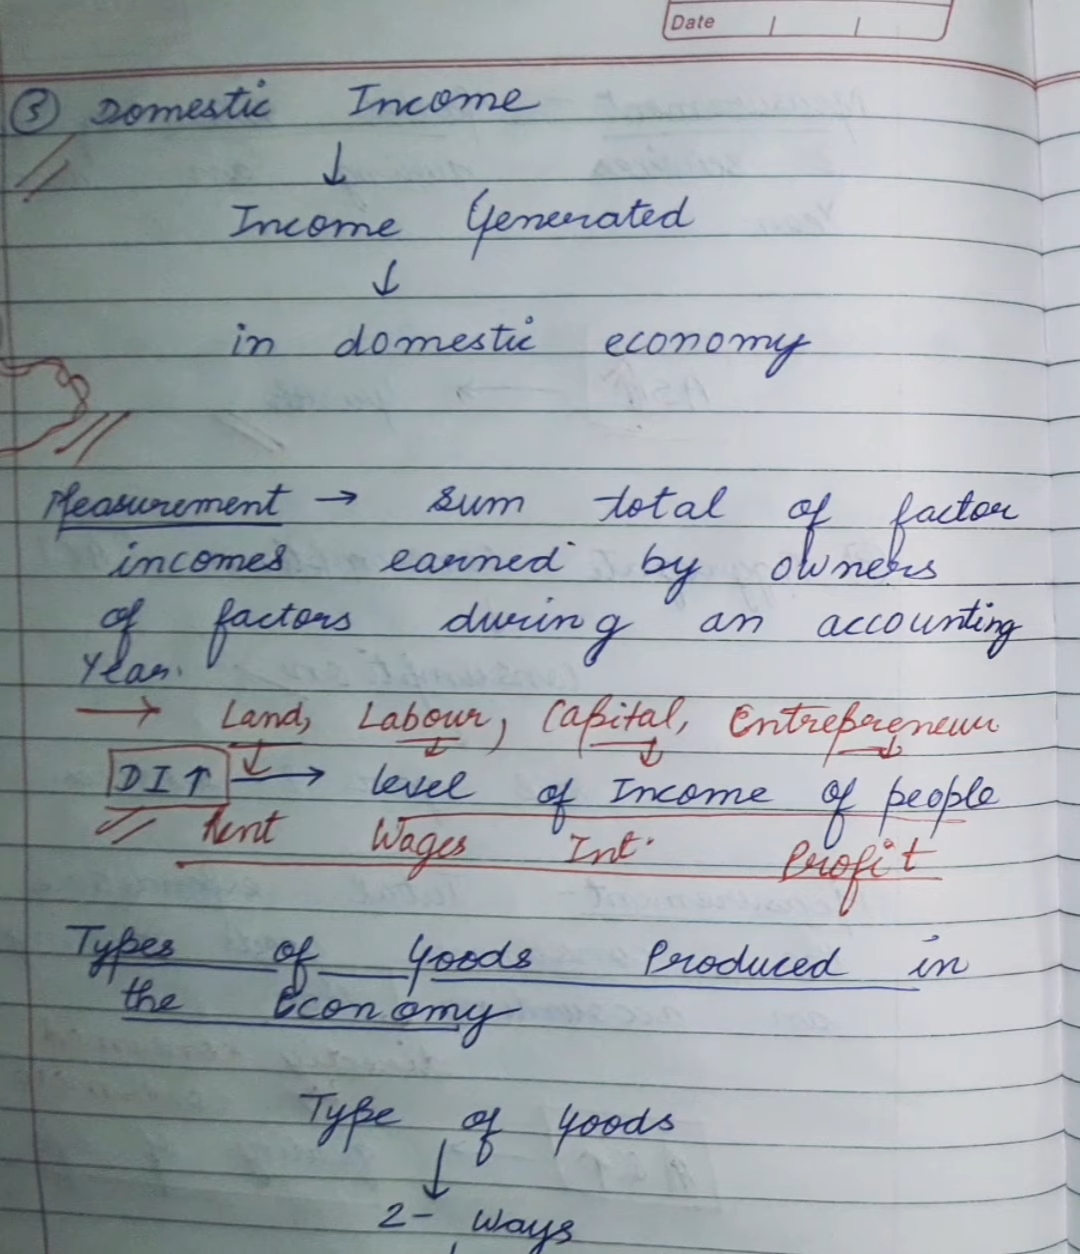 Date
③ Domestic Income
↓
Income Generated
↓
in domestic economy
Measurement → sum total of factor
incomes earned by owners
of factors during an accounting
Year.
→ Land, Labour, Capital, Entrepreneur
DI↑ → level of Income of people
Rent Wages Int. Profit
Types of Goods Produced in
the Economy
Type of Goods
↓
2- Ways